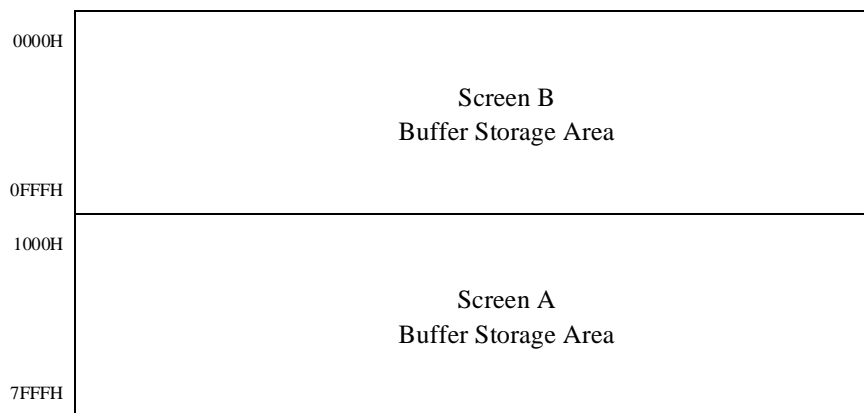 0000H
Screen B
Buffer Storage Area
0FFFH
1000H
Screen A
Buffer Storage Area
7FFFH